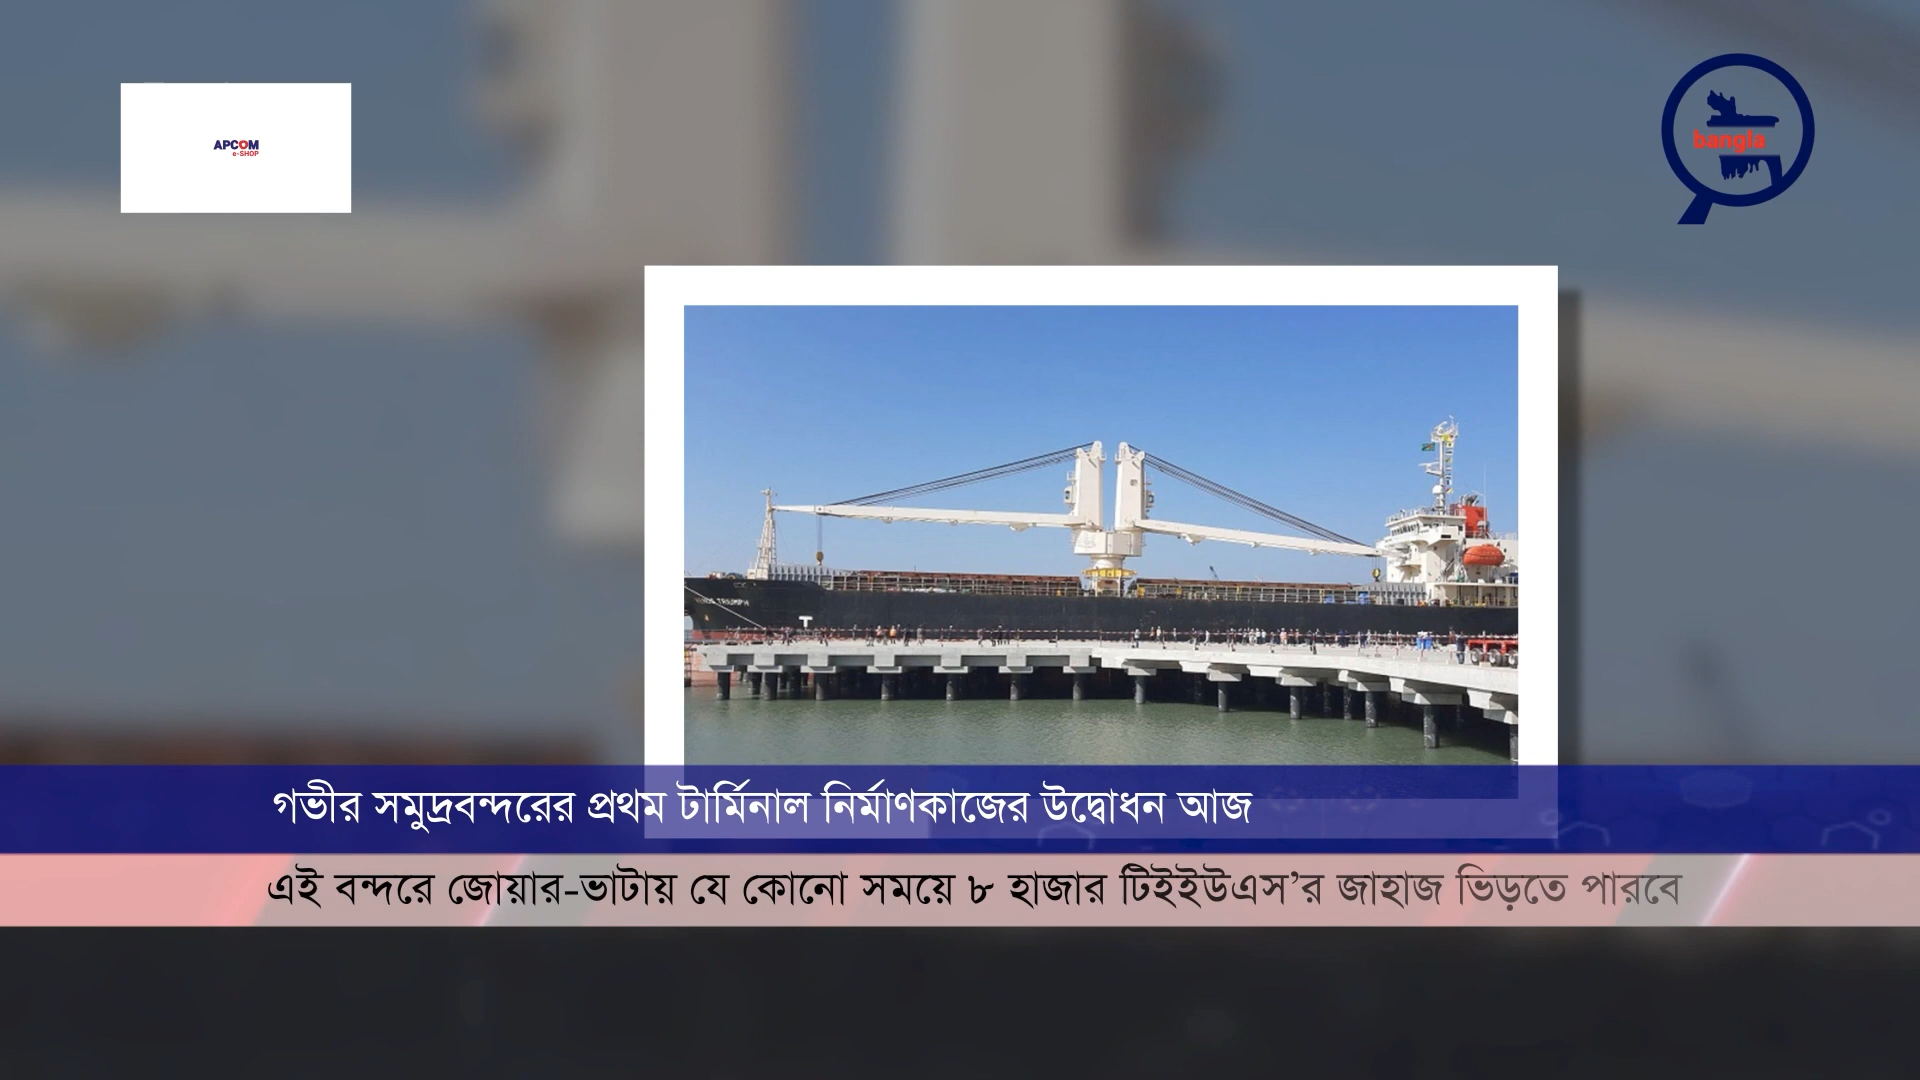 APCOM
e-SHOP
bangla
গভীর সমুদ্রবন্দরের প্রথম টার্মিনাল নির্মাণকাজের উদ্বোধন আজ
এই বন্দরে জোয়ার-ভাটায় যে কোনো সময়ে ৮ হাজার টিইইউএস’র জাহাজ ভিড়তে পারবে